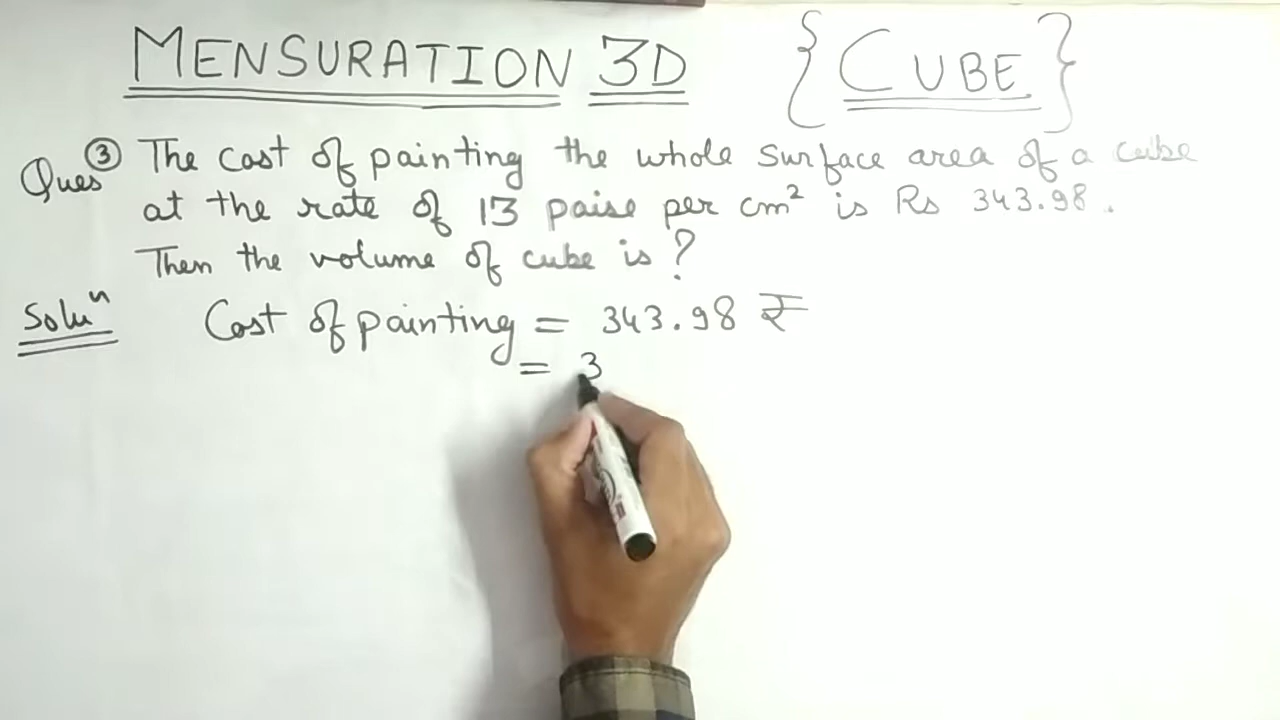 MENSURATION 3D {CUBE}
Ques ③ The cost of painting the whole surface area of a cube
at the rate of 13 paise per cm² is Rs 343.98.
Then the volume of cube is ?
Soluⁿ Cost of painting = 343.98 ₹
= 3